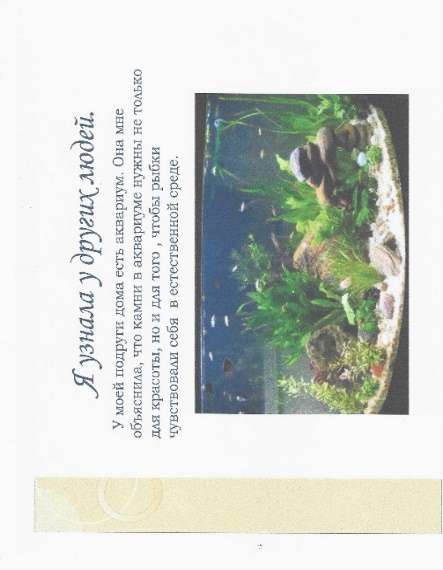 Я узнала у других людей.
У моей подруги дома есть аквариум. Она мне
объяснила, что камни в аквариуме нужны не только
для красоты, но и для того , чтобы рыбки
чувствовали себя в естественной среде.